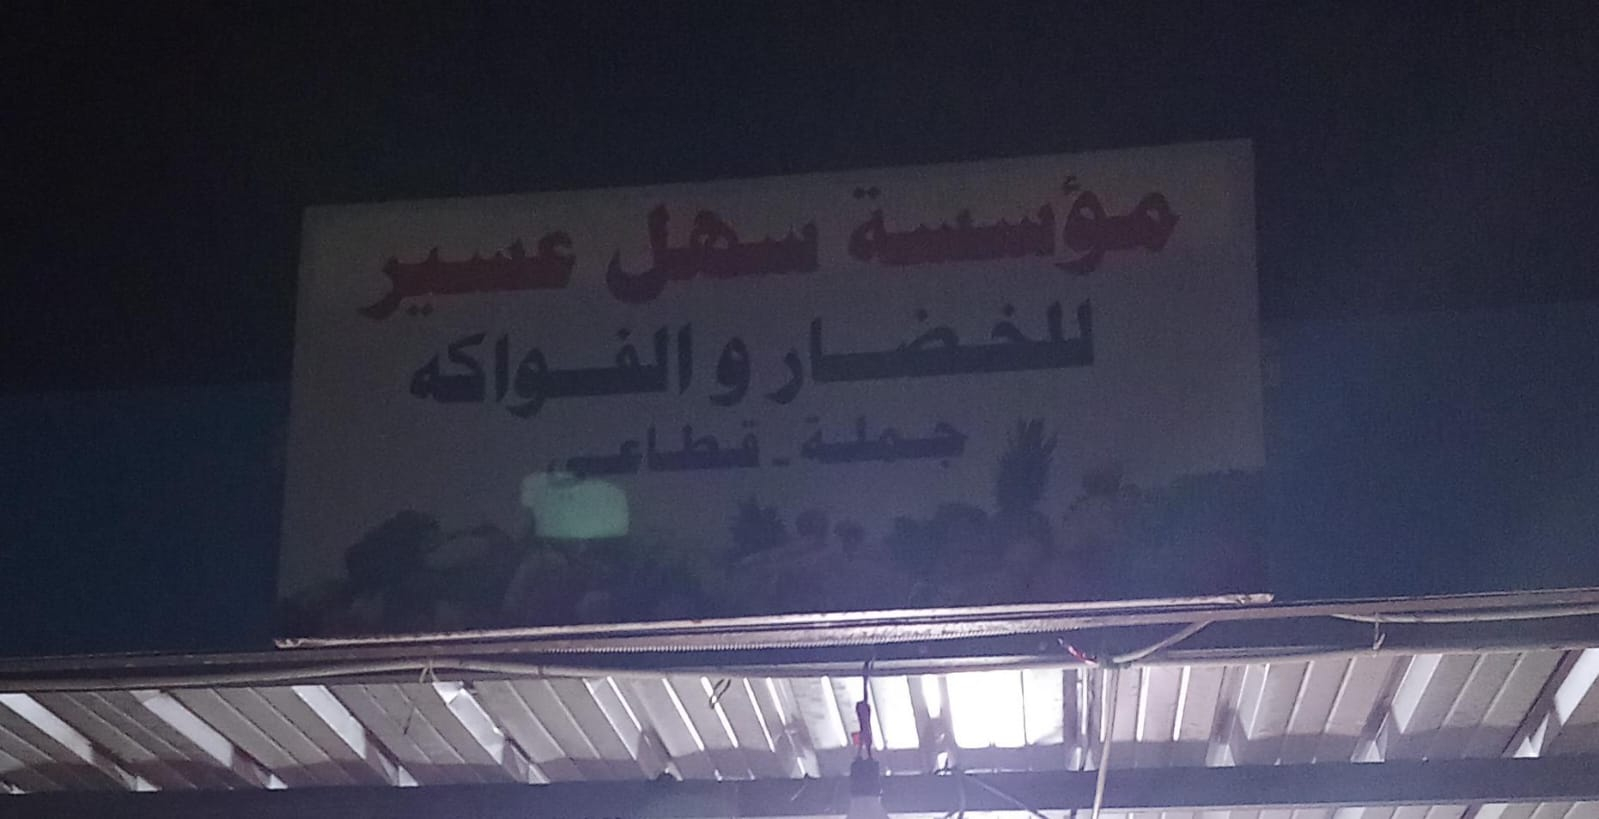 مؤسسة سهل عسير
للخضار و الفواكه
جملة - قطاعي